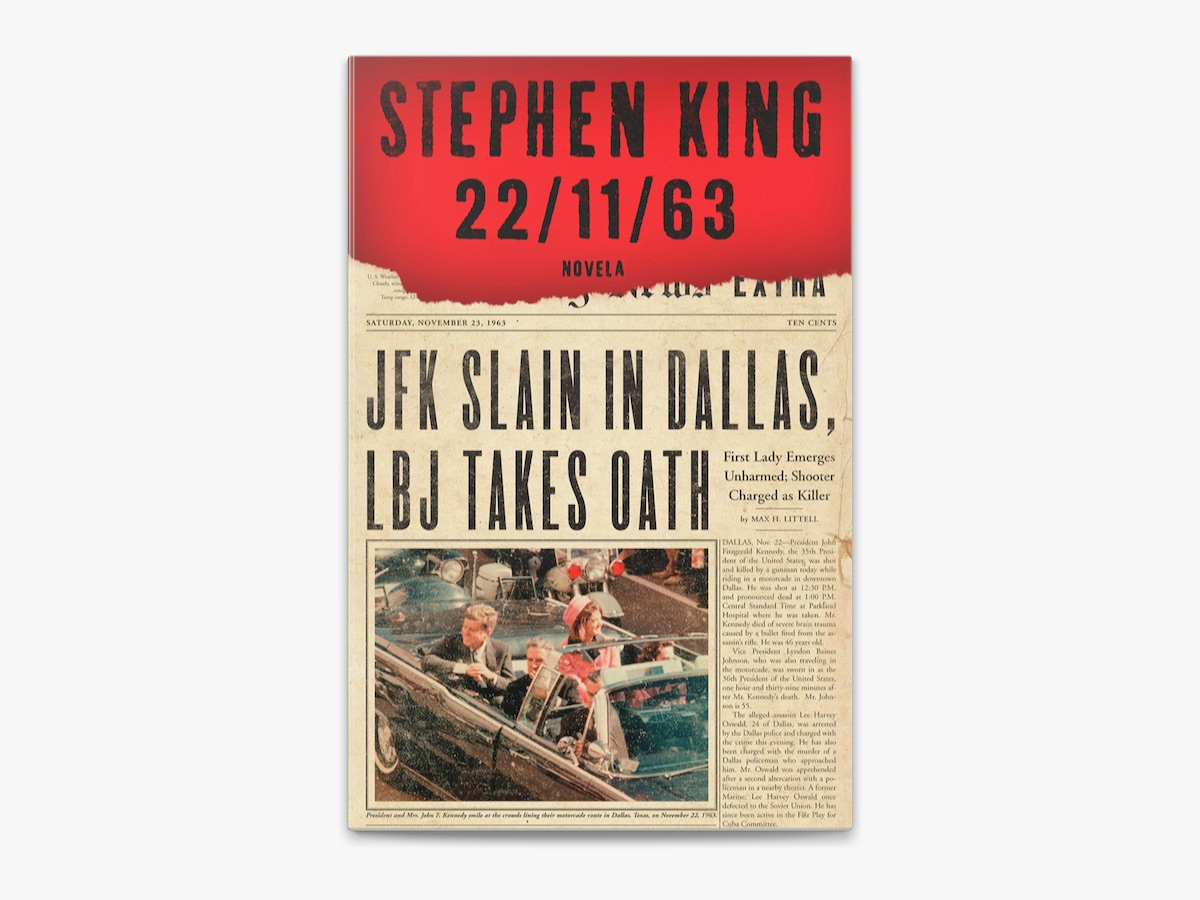 STEPHEN KING
22/11/63
NOVELA
U. S. Weather
News EXTRA
SATURDAY, NOVEMBER 23, 1963
TEN CENTS
JFK SLAIN IN DALLAS,
LBJ TAKES OATH
First Lady Emerges
Unharmed; Shooter
Charged as Killer
by MAX H. LITTELL
DALLAS, Nov. 22—President John
Fitzgerald Kennedy, the 35th Presi-
dent of the United States, was shot
and killed by a gunman today while
riding in a motorcade in downtown
Dallas. He was shot at 12:30 P.M.
and pronounced dead at 1:00 P.M.
Central Standard Time at Parkland
Hospital where he was taken. Mr.
Kennedy died of severe brain trauma
caused by a bullet fired from the as-
sassin's rifle. He was 46 years old.
Vice President Lyndon Baines
Johnson, who was also traveling in
the motorcade, was sworn in as the
36th President of the United States,
one hour and thirty-nine minutes af-
ter Mr. Kennedy's death. Mr. John-
son is 55.
The alleged assassin Lee Harvey
Oswald, 24 of Dallas, was arrested
by the Dallas police and charged with
the crime this evening. He has also
been charged with the murder of a
Dallas policeman who approached
him. Mr. Oswald was apprehended
after a second altercation with a po-
liceman in a nearby theater. A former
Marine, Lee Harvey Oswald once
defected to the Soviet Union. He has
since been active in the Fair Play for
Cuba Committee.
President and Mrs. John F. Kennedy smile at the crowds lining their motorcade route in Dallas, Texas, on November 22, 1963.